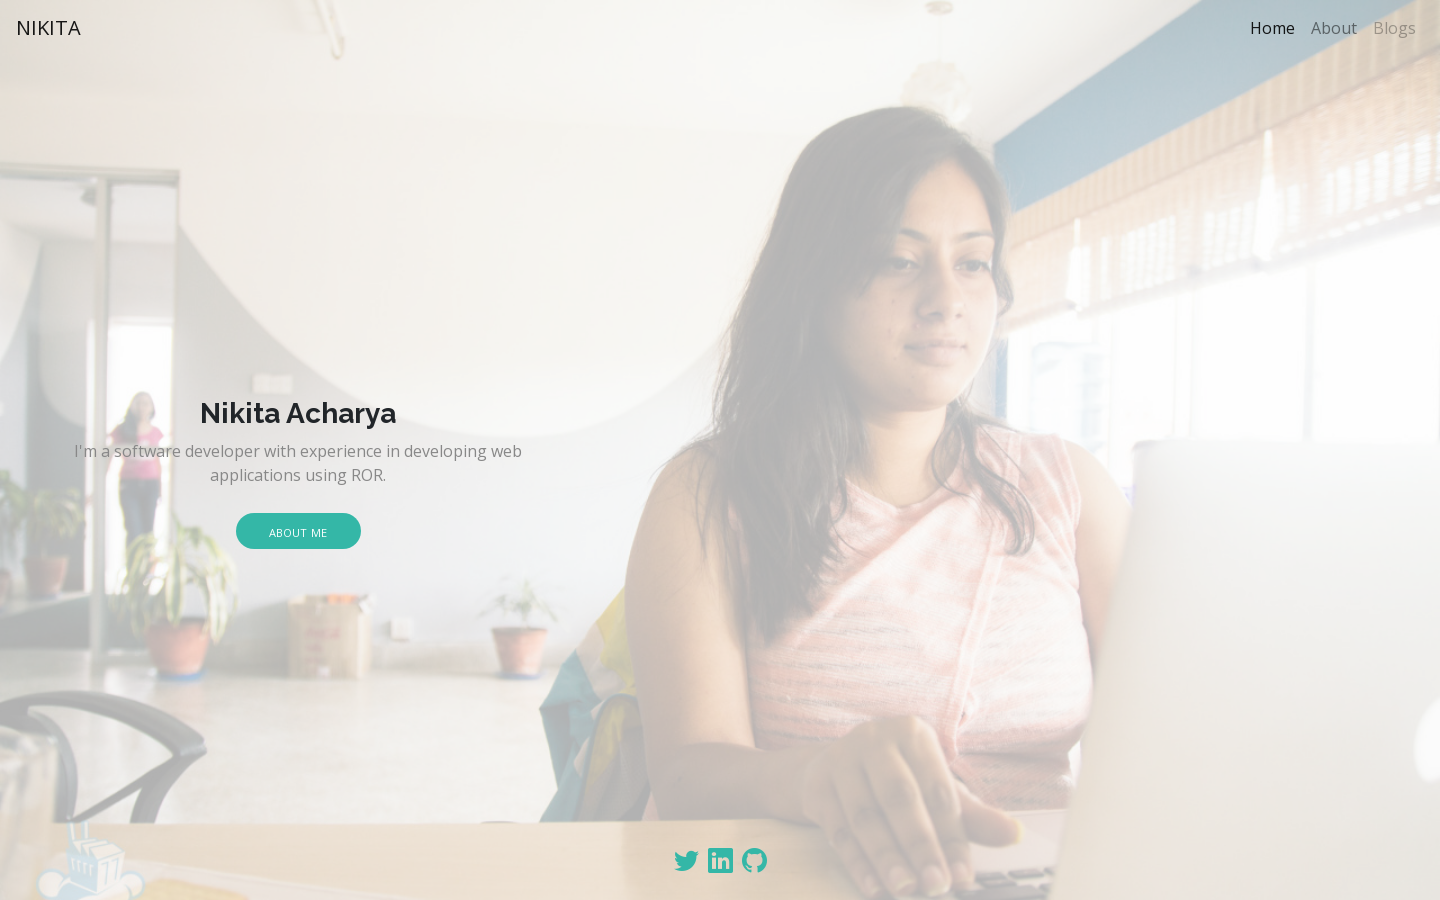 NIKITA
Home About Blogs
Nikita Acharya
I'm a software developer with experience in developing web
applications using ROR.
ABOUT ME